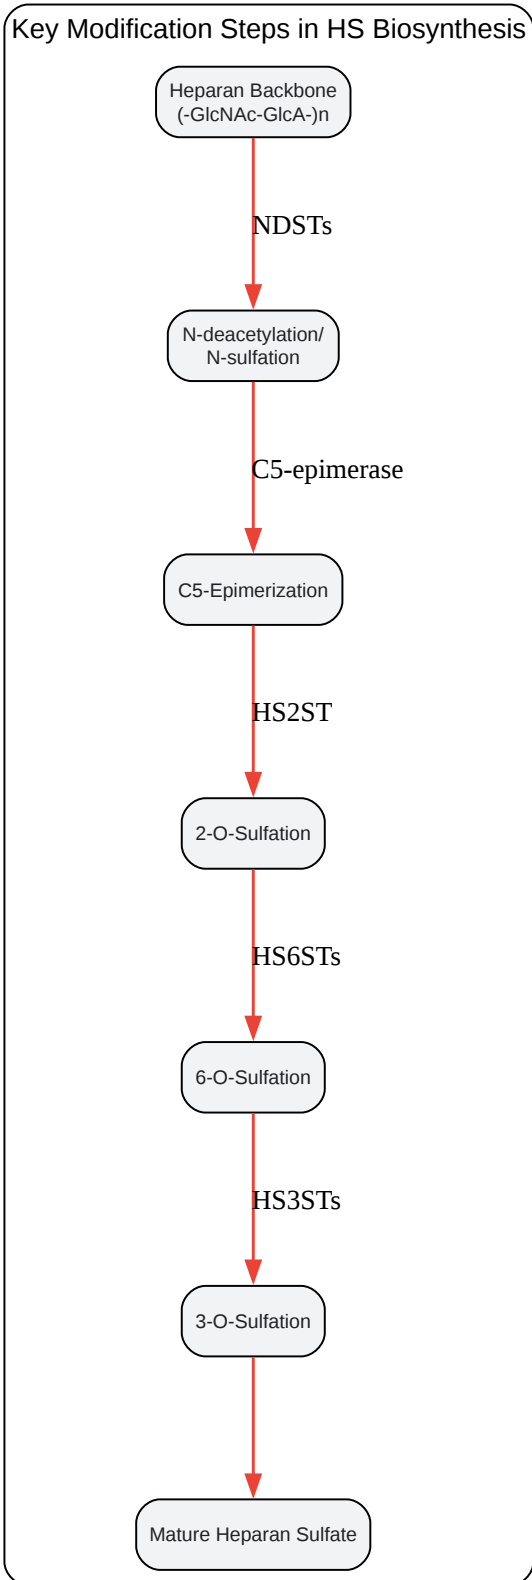 Key Modification Steps in HS Biosynthesis
Heparan Backbone
(-GlcNAc-GlcA-)n
NDSTs
N-deacetylation/
N-sulfation
C5-epimerase
C5-Epimerization
HS2ST
2-O-Sulfation
HS6STs
6-O-Sulfation
HS3STs
3-O-Sulfation
Mature Heparan Sulfate